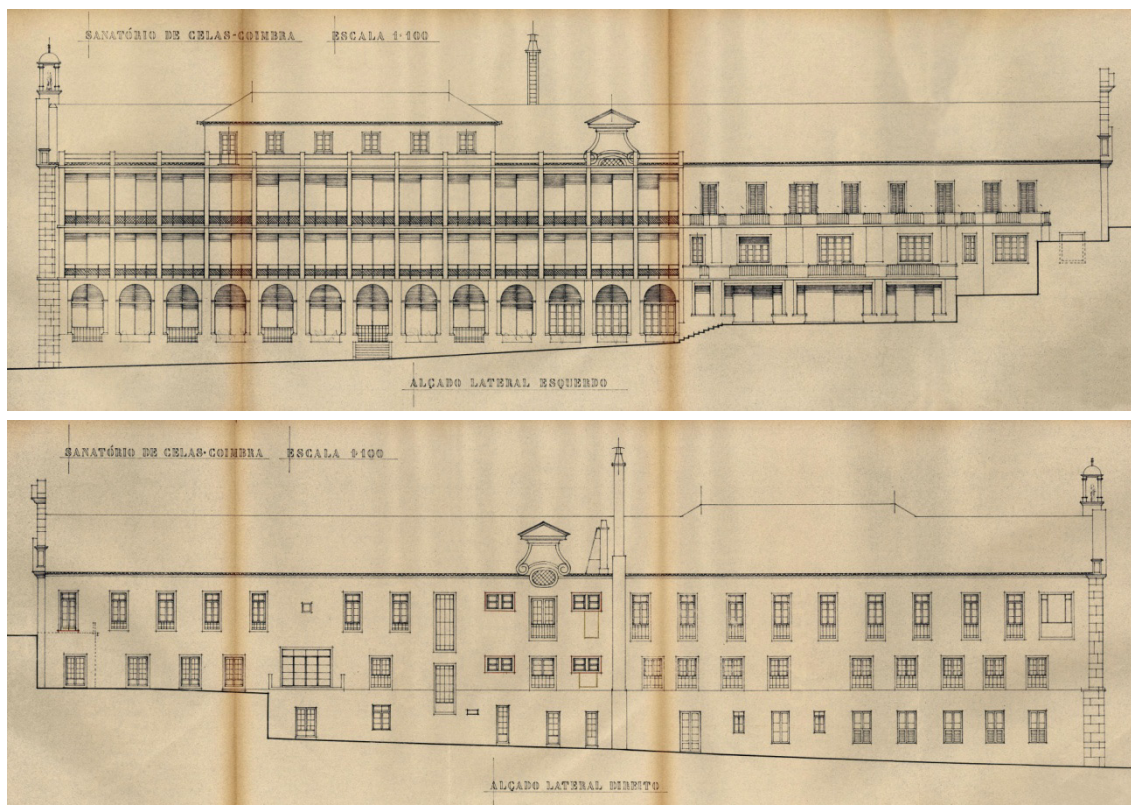 SANATÓRIO DE CELAS-COIMBRA ESCALA 1·100
ALÇADO LATERAL ESQUERDO
SANATÓRIO DE CELAS-COIMBRA ESCALA 1·100
ALÇADO LATERAL DIREITO